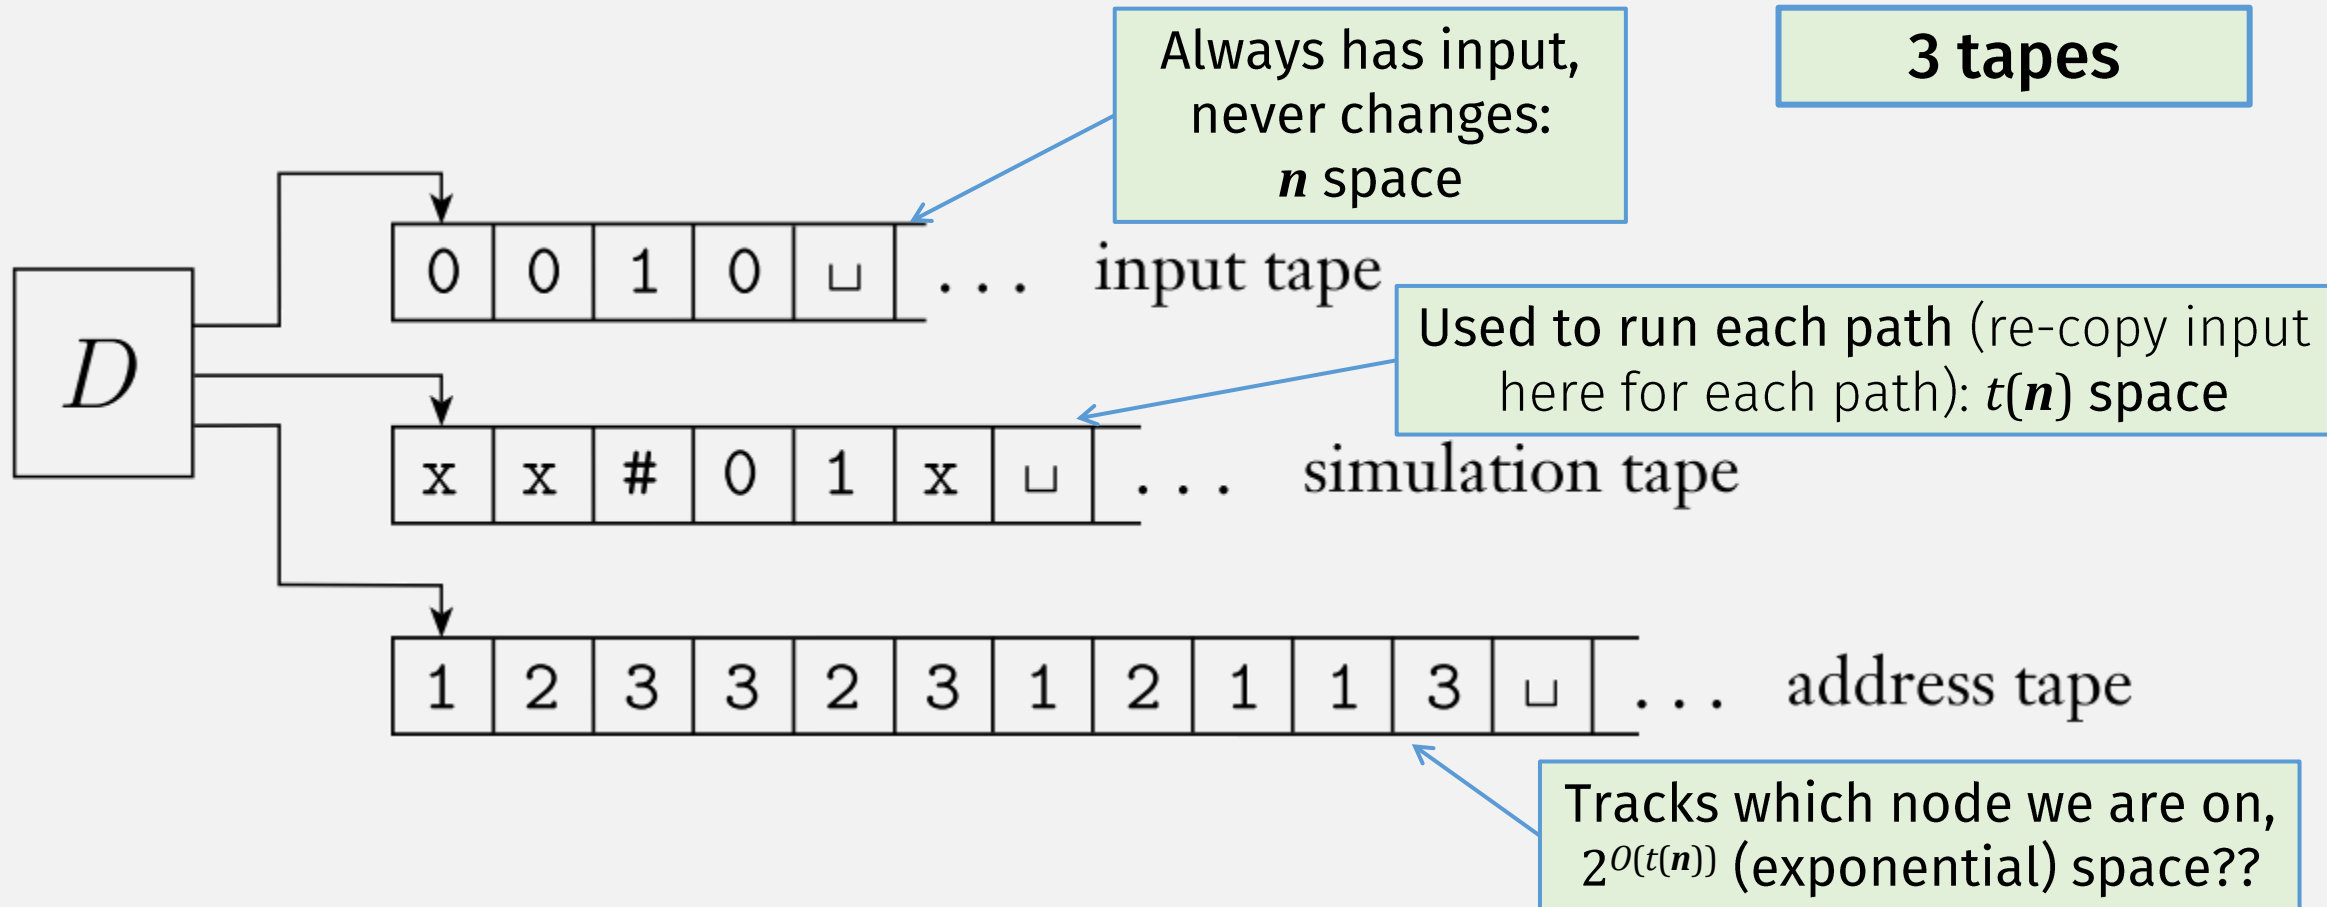 Always has input,
never changes:
n space
3 tapes
D
0 0 1 0 ␣ ... input tape
Used to run each path (re-copy input
here for each path): t(n) space
x x # 0 1 x ␣ ... simulation tape
1 2 3 3 2 3 1 2 1 1 3 ␣ ... address tape
Tracks which node we are on,
2^O(t(n)) (exponential) space??